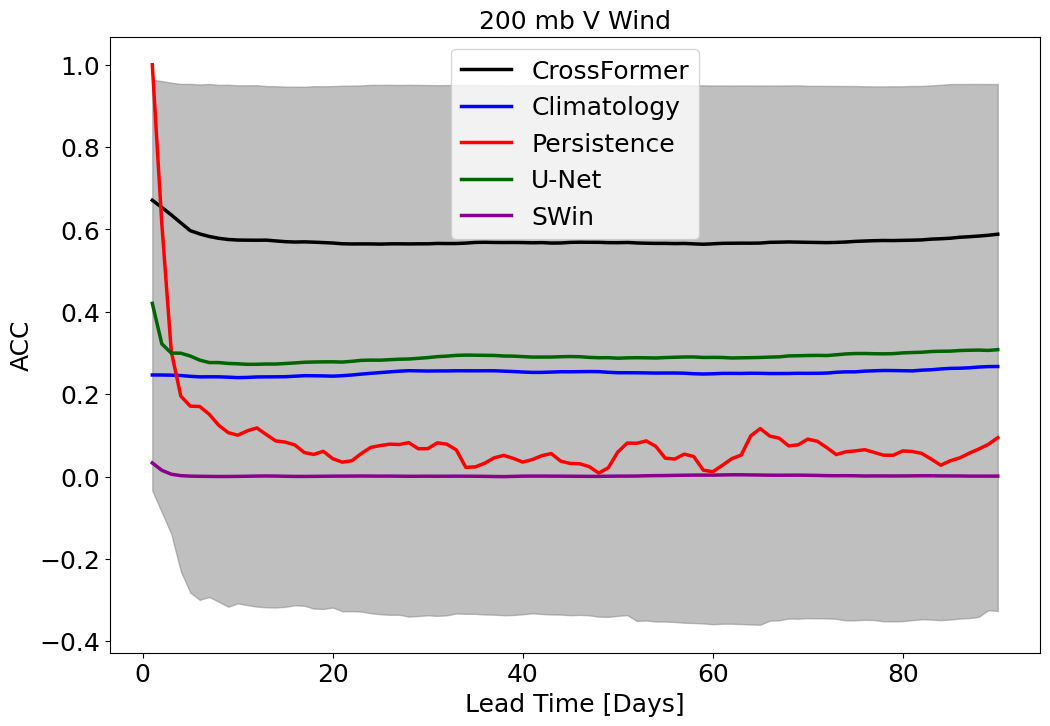 200 mb V Wind
CrossFormer
Climatology
Persistence
U-Net
SWin
ACC
1.0
0.8
0.6
0.4
0.2
0.0
−0.2
−0.4
0
20
40
60
80
Lead Time [Days]